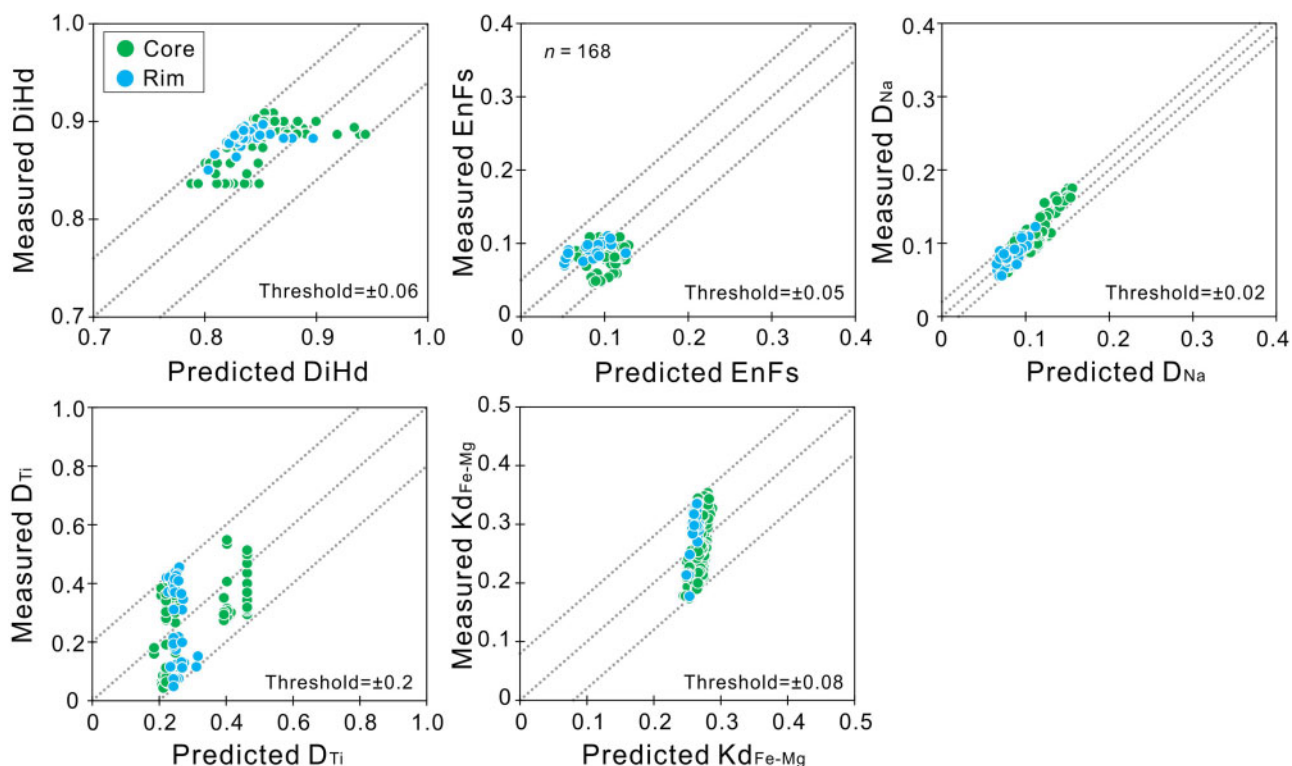 Core
Rim
Measured DiHd
1.0
0.9
0.8
0.7
0.7 0.8 0.9 1.0
Threshold=±0.06
Predicted DiHd
n = 168
Measured EnFs
0.4
0.3
0.2
0.1
0
0 0.1 0.2 0.3 0.4
Threshold=±0.05
Predicted EnFs
Measured DNa
0.4
0.3
0.2
0.1
0
0 0.1 0.2 0.3 0.4
Threshold=±0.02
Predicted DNa
Measured DTi
1.0
0.8
0.6
0.4
0.2
0
0 0.2 0.4 0.6 0.8 1.0
Threshold=±0.2
Predicted DTi
Measured KdFe-Mg
0.5
0.4
0.3
0.2
0.1
0
0 0.1 0.2 0.3 0.4 0.5
Threshold=±0.08
Predicted KdFe-Mg